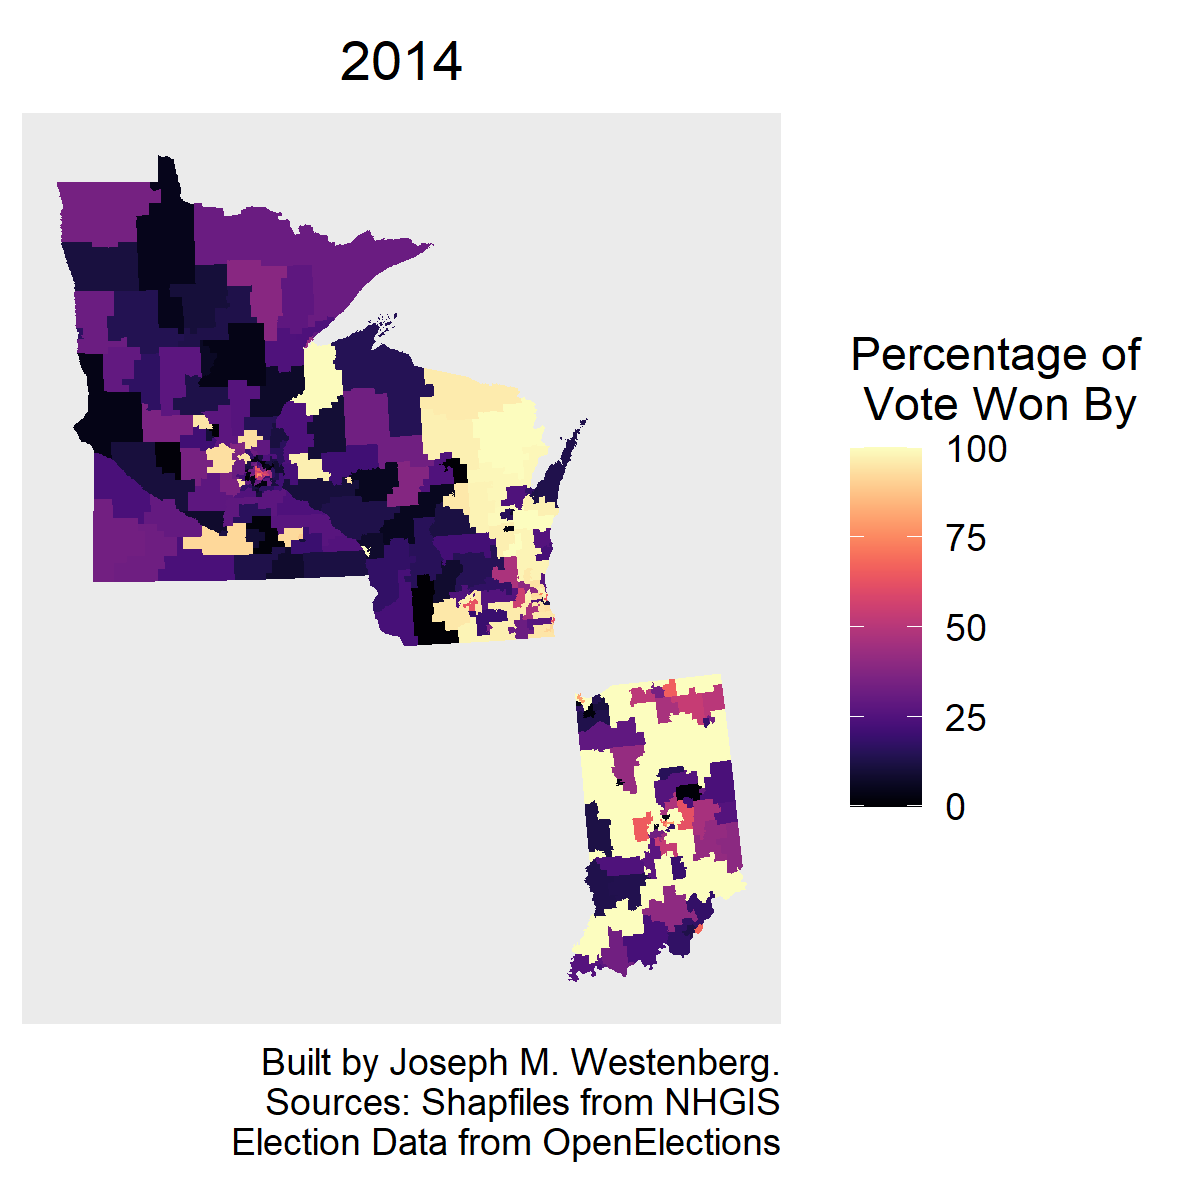 2014
Percentage of
Vote Won By
100
75
50
25
0
Built by Joseph M. Westenberg.
Sources: Shapfiles from NHGIS
Election Data from OpenElections